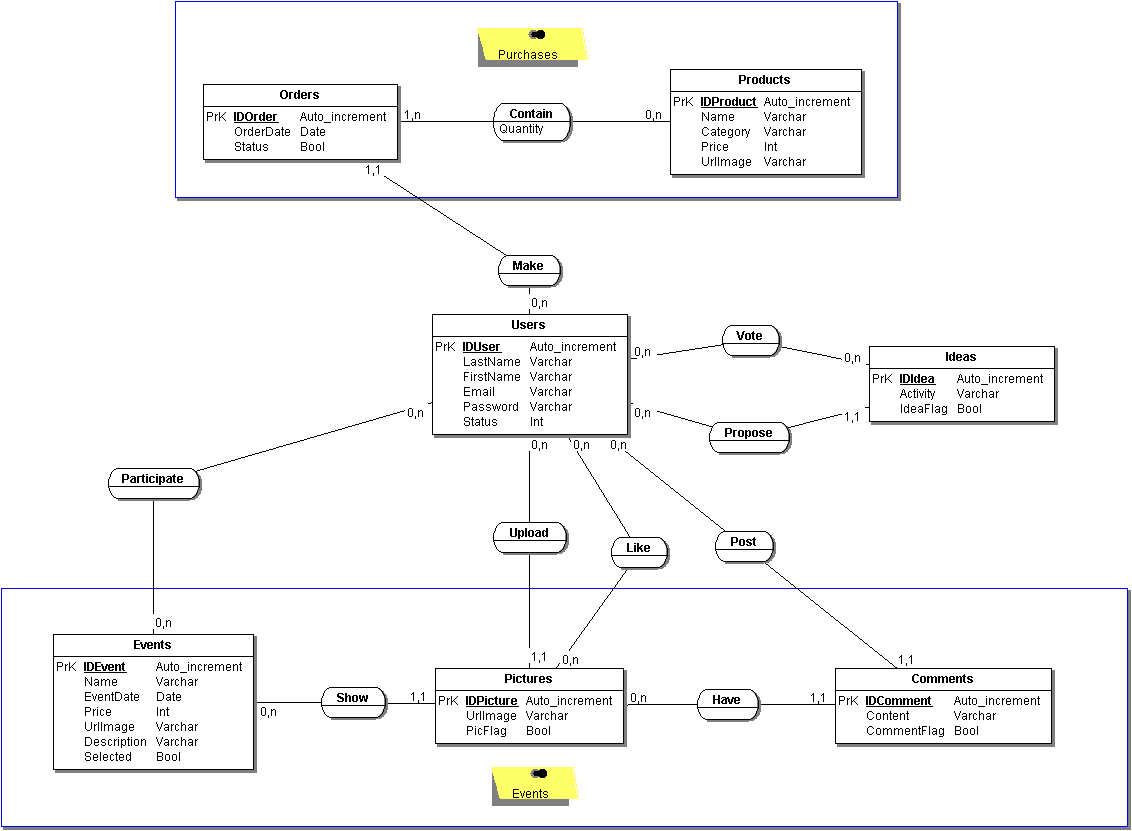 Purchases
Orders
PrK IDOrder Auto_increment
OrderDate Date
Status Bool
1,n
Contain
Quantity
0,n
Products
PrK IDProduct Auto_increment
Name Varchar
Category Varchar
Price Int
UrlImage Varchar
1,1
Make
0,n
Users
PrK IDUser Auto_increment
LastName Varchar
FirstName Varchar
Email Varchar
Password Varchar
Status Int
0,n
Vote
0,n
Ideas
PrK IDIdea Auto_increment
Activity Varchar
IdeaFlag Bool
0,n
Propose
1,1
0,n
Participate
0,n
0,n
0,n
0,n
Upload
Like
Post
1,1
0,n
1,1
Events
PrK IDEvent Auto_increment
Name Varchar
EventDate Date
Price Int
UrlImage Varchar
Description Varchar
Selected Bool
0,n
Show
1,1
Pictures
PrK IDPicture Auto_increment
UrlImage Varchar
PicFlag Bool
0,n
Have
1,1
Comments
PrK IDComment Auto_increment
Content Varchar
CommentFlag Bool
Events